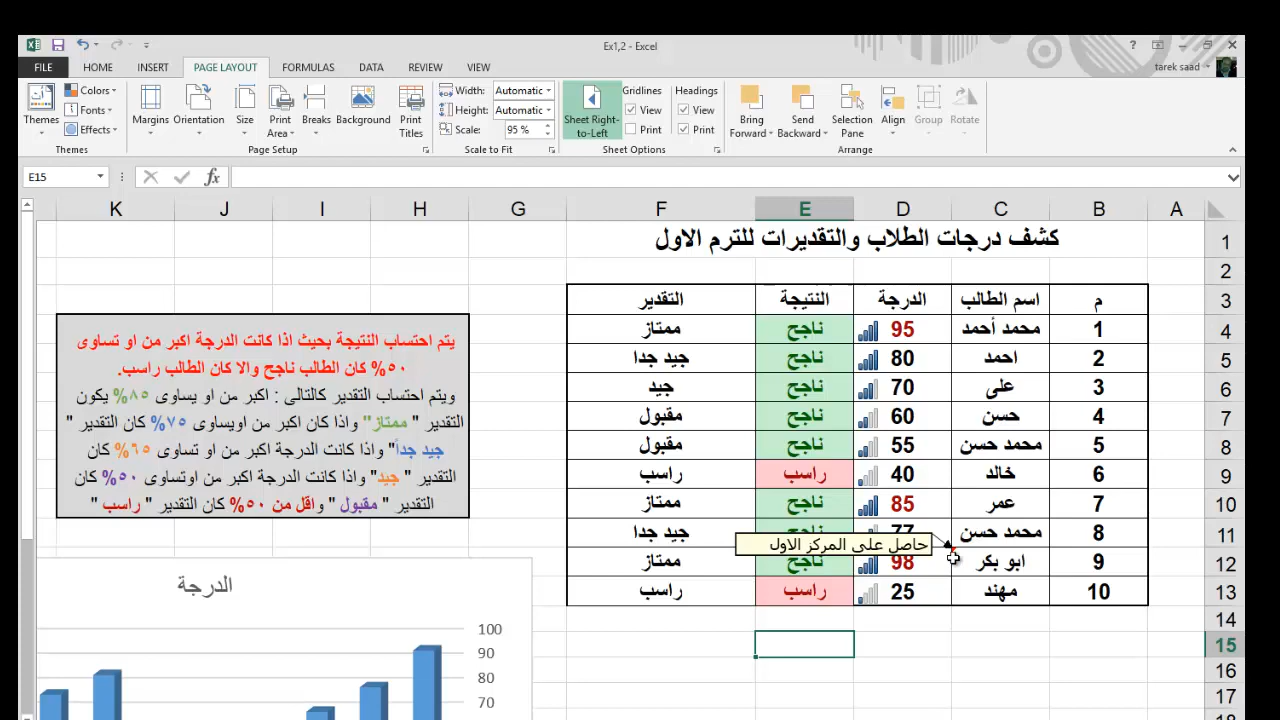 Ex1,2 - Excel
?
FILE HOME INSERT PAGE LAYOUT FORMULAS DATA REVIEW VIEW tarek saad
Themes Colors Fonts Effects Margins Orientation Size Print Area Breaks Background Print Titles Width: Automatic Height: Automatic Scale: 95 % Sheet Right-to-Left Gridlines View Print Headings View Print Bring Forward Send Backward Selection Pane Align Group Rotate
Themes Page Setup Scale to Fit Sheet Options Arrange
E15 fx
K J I H G F E D C B A
1 كشف درجات الطلاب والتقديرات للترم الاول
2
3 م اسم الطالب الدرجة النتيجة التقدير
4 1 محمد أحمد 95 ناجح ممتاز
5 2 احمد 80 ناجح جيد جدا
6 3 على 70 ناجح جيد
7 4 حسن 60 ناجح مقبول
8 5 محمد حسن 55 ناجح مقبول
9 6 خالد 40 راسب راسب
10 7 عمر 85 ناجح ممتاز
11 8 محمد حسن 77 ناجح جيد جدا
حاصل على المركز الاول
12 9 ابو بكر 98 ناجح ممتاز
13 10 مهند 25 راسب راسب
14
15
16
17
18
يتم احتساب النتيجة بحيث اذا كانت الدرجة اكبر من او تساوى
٥٠% كان الطالب ناجح والا كان الطالب راسب.
ويتم احتساب التقدير كالتالى : اكبر من او يساوى ٨٥% يكون
التقدير " ممتاز" واذا كان اكبر من اويساوى ٧٥% كان التقدير "
جيد جدأ" واذا كانت الدرجة اكبر من او تساوى ٦٥% كان
التقدير " جيد" واذا كانت الدرجة اكبر من اوتساوى ٥٠% كان
التقدير " مقبول" واقل من ٥٠% كان التقدير " راسب "
الدرجة
100
90
80
70